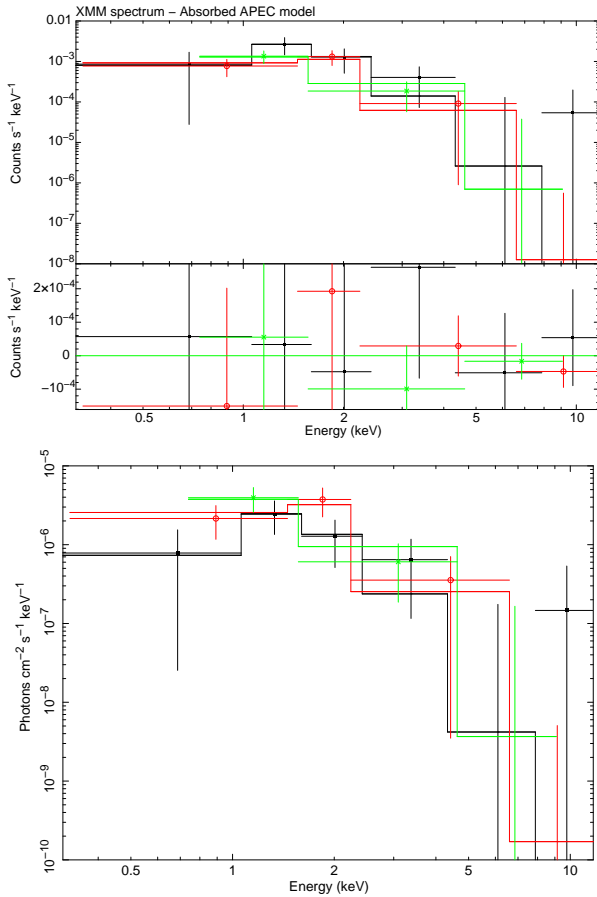 XMM spectrum − Absorbed APEC model
0.01
10⁻³
10⁻⁴
10⁻⁵
10⁻⁶
10⁻⁷
10⁻⁸
Counts s⁻¹ keV⁻¹
2×10⁻⁴
10⁻⁴
0
−10⁻⁴
Counts s⁻¹ keV⁻¹
0.5 1 2 5 10
Energy (keV)
10⁻⁵
10⁻⁶
10⁻⁷
10⁻⁸
10⁻⁹
10⁻¹⁰
Photons cm⁻² s⁻¹ keV⁻¹
0.5 1 2 5 10
Energy (keV)